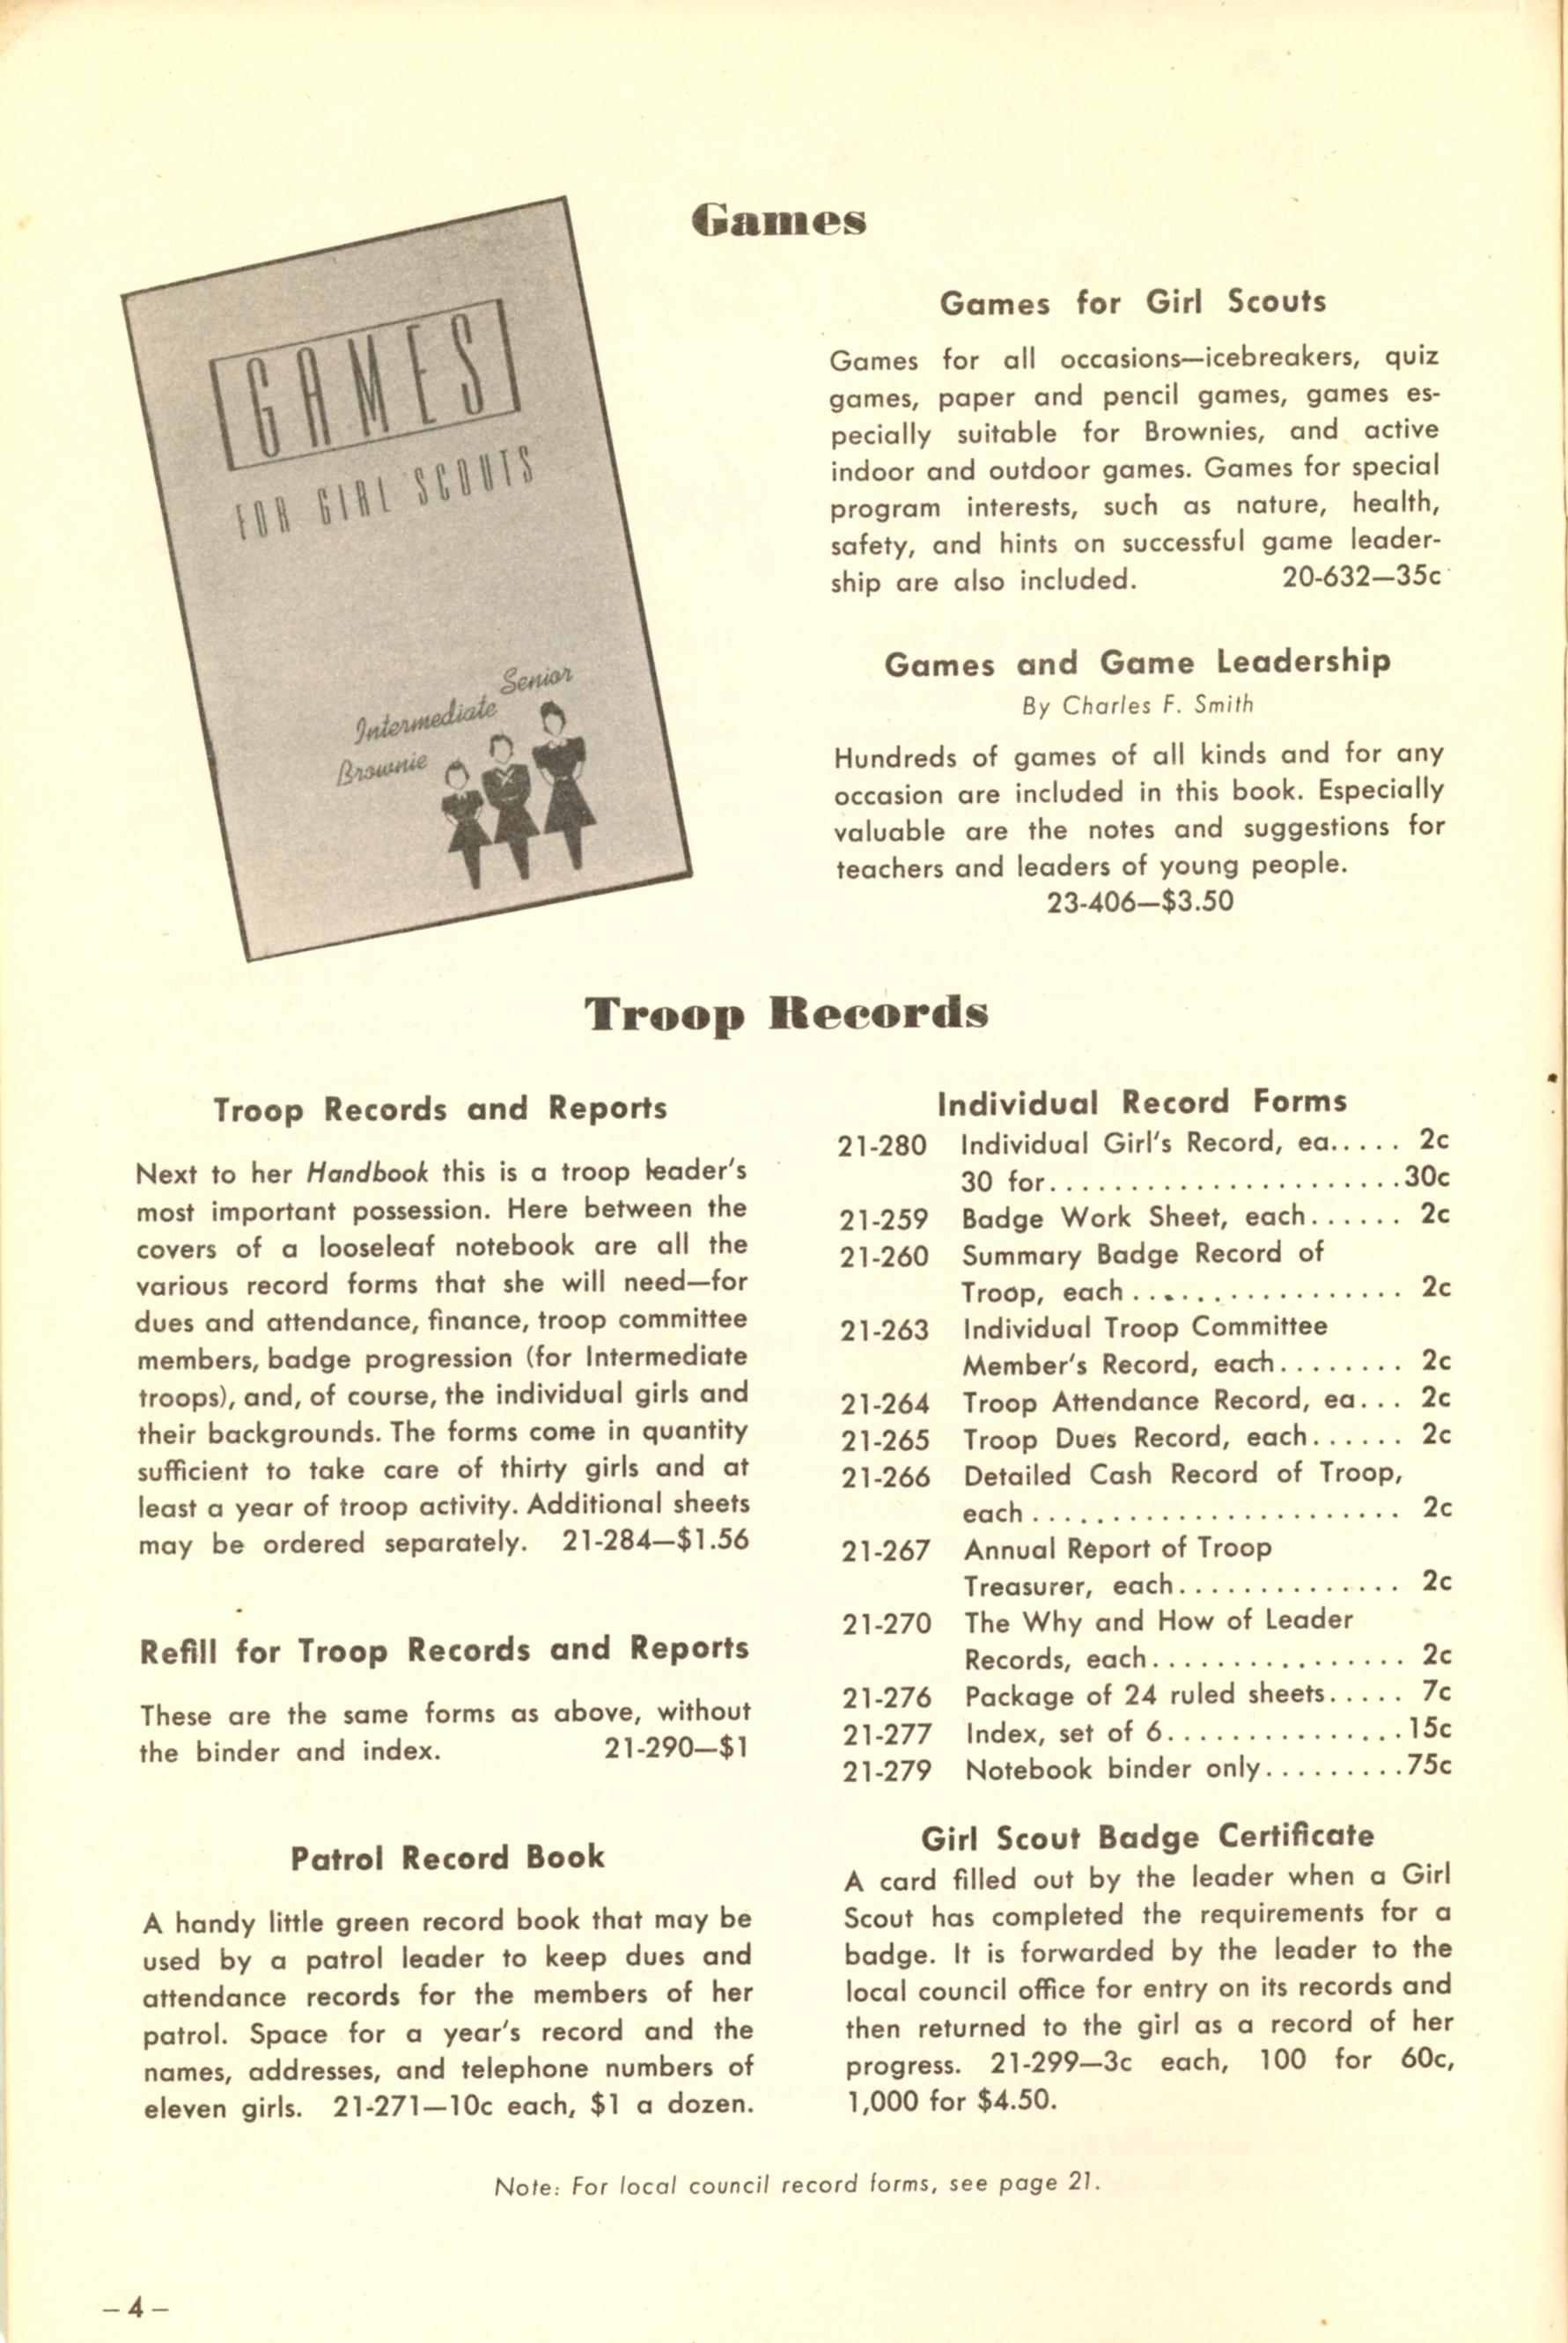 Games
GAMES
FOR GIRL SCOUTS
Senior
Intermediate
Brownie
Games for Girl Scouts
Games for all occasions—icebreakers, quiz
games, paper and pencil games, games es-
pecially suitable for Brownies, and active
indoor and outdoor games. Games for special
program interests, such as nature, health,
safety, and hints on successful game leader-
ship are also included. 20-632—35c
Games and Game Leadership
By Charles F. Smith
Hundreds of games of all kinds and for any
occasion are included in this book. Especially
valuable are the notes and suggestions for
teachers and leaders of young people.
23-406—$3.50
Troop Records
Troop Records and Reports
Next to her Handbook this is a troop leader's
most important possession. Here between the
covers of a looseleaf notebook are all the
various record forms that she will need—for
dues and attendance, finance, troop committee
members, badge progression (for Intermediate
troops), and, of course, the individual girls and
their backgrounds. The forms come in quantity
sufficient to take care of thirty girls and at
least a year of troop activity. Additional sheets
may be ordered separately. 21-284—$1.56
Refill for Troop Records and Reports
These are the same forms as above, without
the binder and index. 21-290—$1
Patrol Record Book
A handy little green record book that may be
used by a patrol leader to keep dues and
attendance records for the members of her
patrol. Space for a year's record and the
names, addresses, and telephone numbers of
eleven girls. 21-271—10c each, $1 a dozen.
Individual Record Forms
21-280 Individual Girl's Record, ea..... 2c
30 for.......................30c
21-259 Badge Work Sheet, each...... 2c
21-260 Summary Badge Record of
Troop, each................. 2c
21-263 Individual Troop Committee
Member's Record, each........ 2c
21-264 Troop Attendance Record, ea... 2c
21-265 Troop Dues Record, each...... 2c
21-266 Detailed Cash Record of Troop,
each....................... 2c
21-267 Annual Report of Troop
Treasurer, each.............. 2c
21-270 The Why and How of Leader
Records, each................ 2c
21-276 Package of 24 ruled sheets..... 7c
21-277 Index, set of 6...............15c
21-279 Notebook binder only.........75c
Girl Scout Badge Certificate
A card filled out by the leader when a Girl
Scout has completed the requirements for a
badge. It is forwarded by the leader to the
local council office for entry on its records and
then returned to the girl as a record of her
progress. 21-299—3c each, 100 for 60c,
1,000 for $4.50.
Note: For local council record forms, see page 21.
—4—